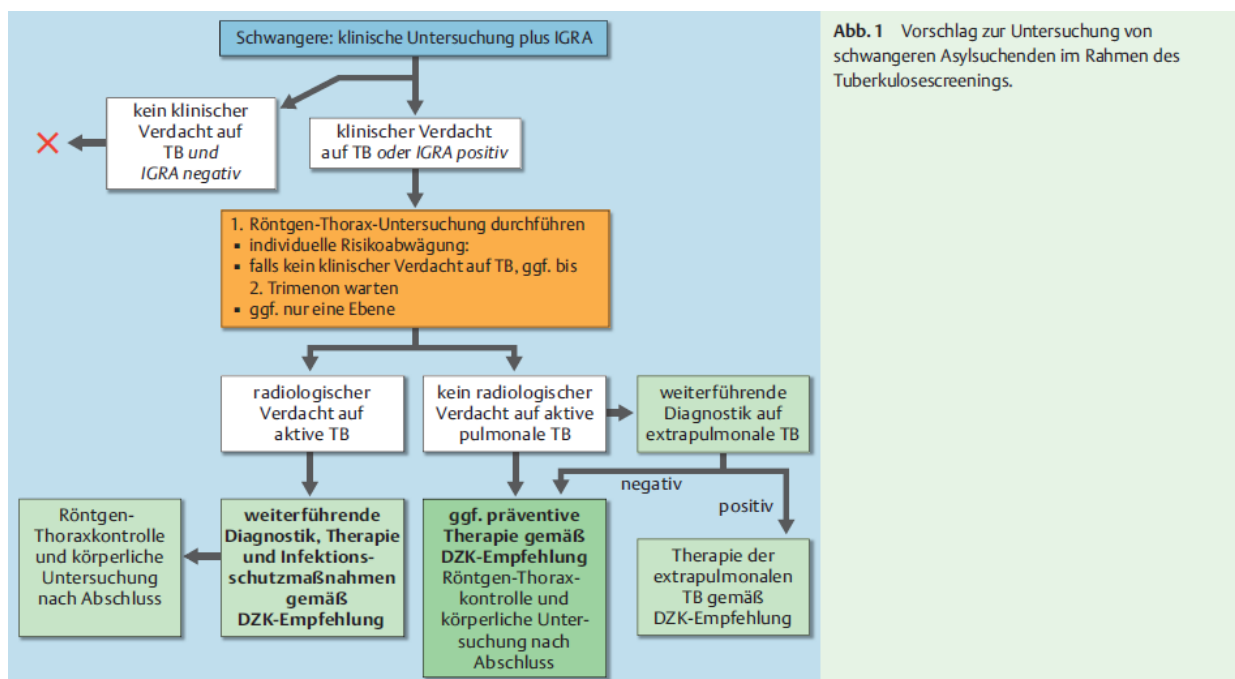 Schwangere: klinische Untersuchung plus IGRA
kein klinischer
Verdacht auf
TB und
IGRA negativ
klinischer Verdacht
auf TB oder IGRA positiv
1. Röntgen-Thorax-Untersuchung durchführen
▪ individuelle Risikoabwägung:
▪ falls kein klinischer Verdacht auf TB, ggf. bis
2. Trimenon warten
▪ ggf. nur eine Ebene
radiologischer
Verdacht auf
aktive TB
kein radiologischer
Verdacht auf aktive
pulmonale TB
weiterführende
Diagnostik auf
extrapulmonale TB
negativ
positiv
Röntgen-
Thoraxkontrolle
und körperliche
Untersuchung
nach Abschluss
weiterführende
Diagnostik, Therapie
und Infektions-
schutzmaßnahmen
gemäß
DZK-Empfehlung
ggf. präventive
Therapie gemäß
DZK-Empfehlung
Röntgen-Thorax-
kontrolle und
körperliche Unter-
suchung nach
Abschluss
Therapie der
extrapulmonalen
TB gemäß
DZK-Empfehlung
Abb. 1 Vorschlag zur Untersuchung von
schwangeren Asylsuchenden im Rahmen des
Tuberkulosescreenings.